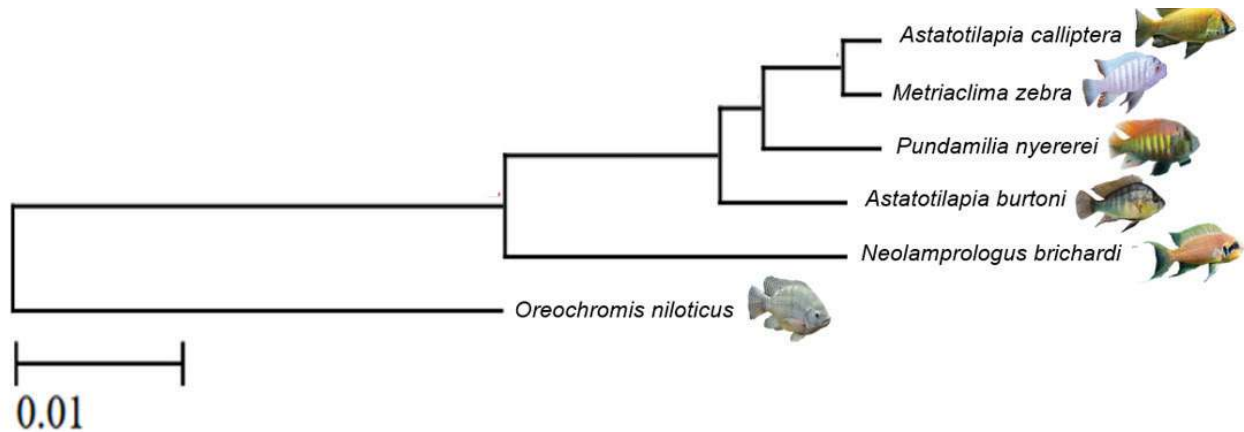 Astatotilapia calliptera
Metriaclima zebra
Pundamilia nyererei
Astatotilapia burtoni
Neolamprologus brichardi
Oreochromis niloticus
0.01